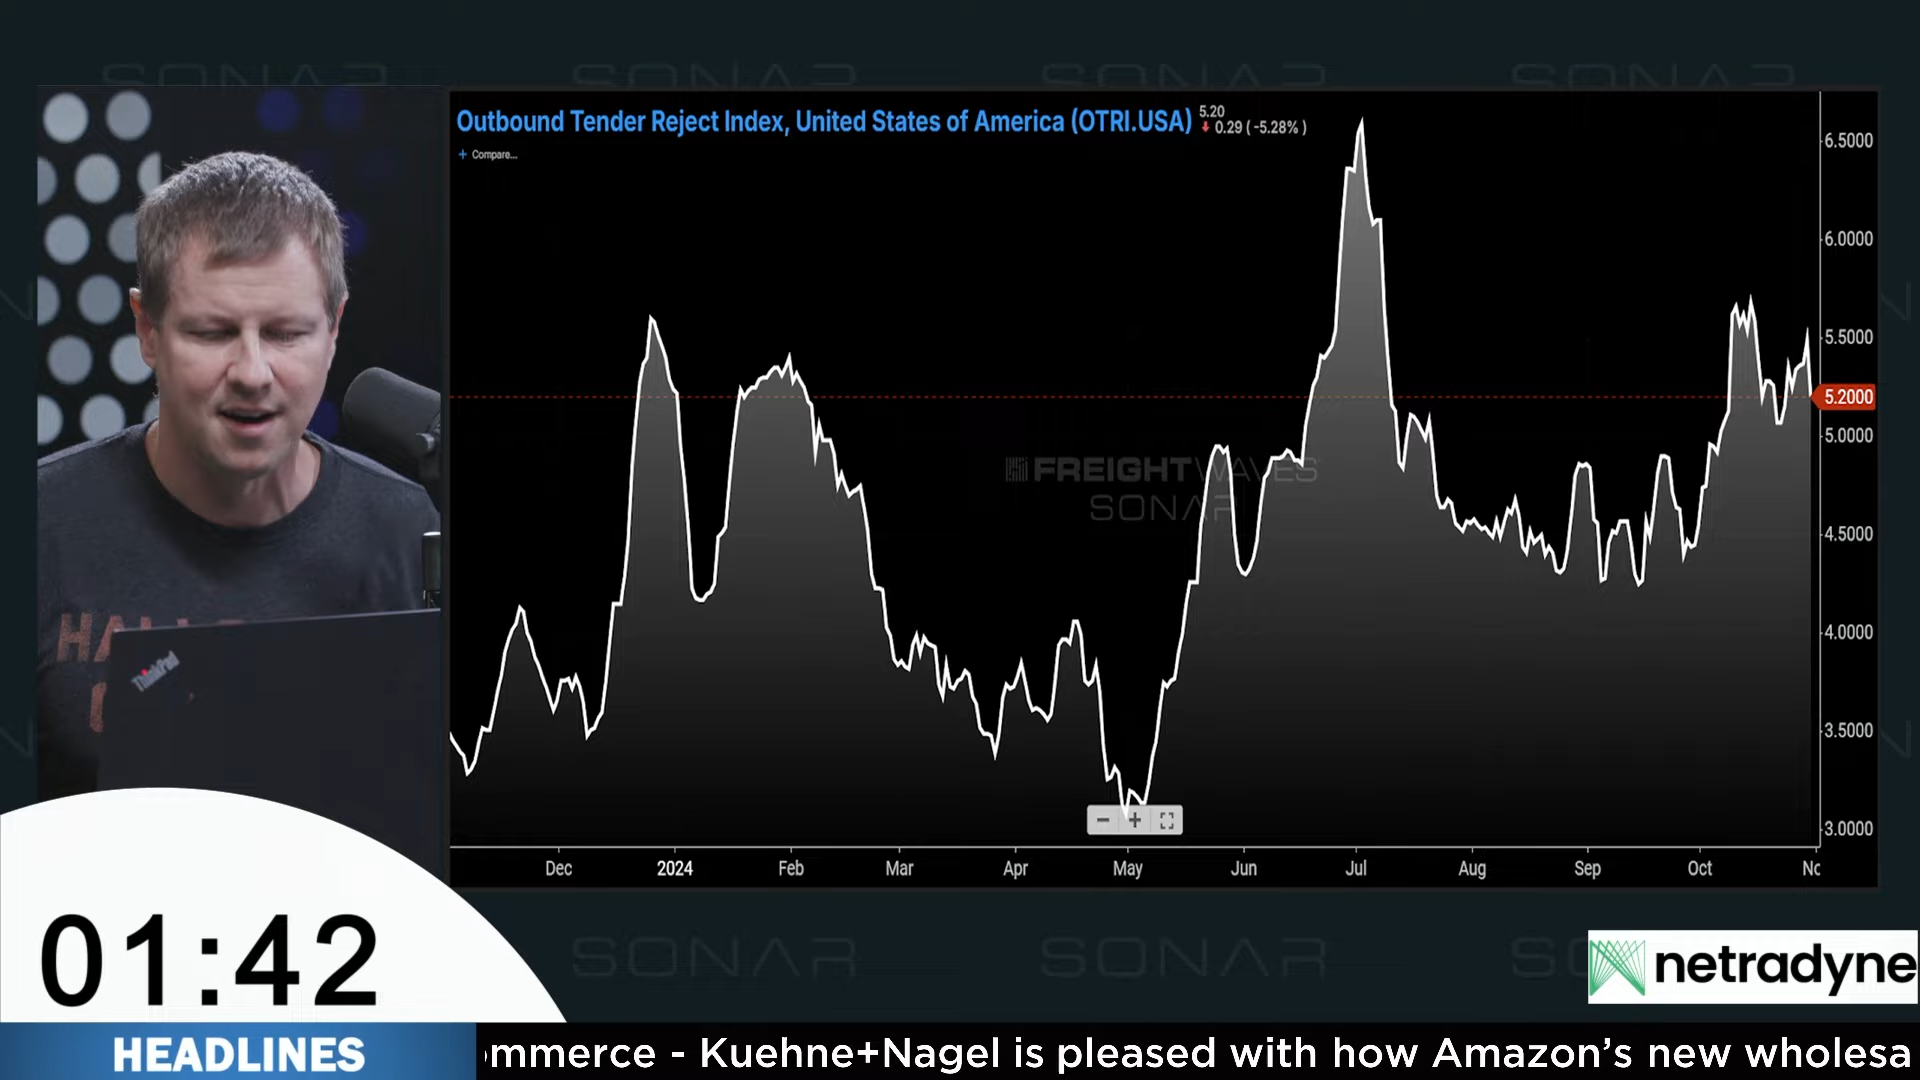 SONAR SONAR SONAR SONAR
Outbound Tender Reject Index, United States of America (OTRI.USA)
5.20
0.29 ( -5.28% )
+ Compare...
6.5000
6.0000
5.5000
5.2000
5.0000
4.5000
4.0000
3.5000
3.0000
FREIGHTWAVES
SONAR
ThinkPad
− +
Dec 2024 Feb Mar Apr May Jun Jul Aug Sep Oct
01:42
SONAR SONAR
netradyne
HEADLINES
mmerce - Kuehne+Nagel is pleased with how Amazon's new wholesa